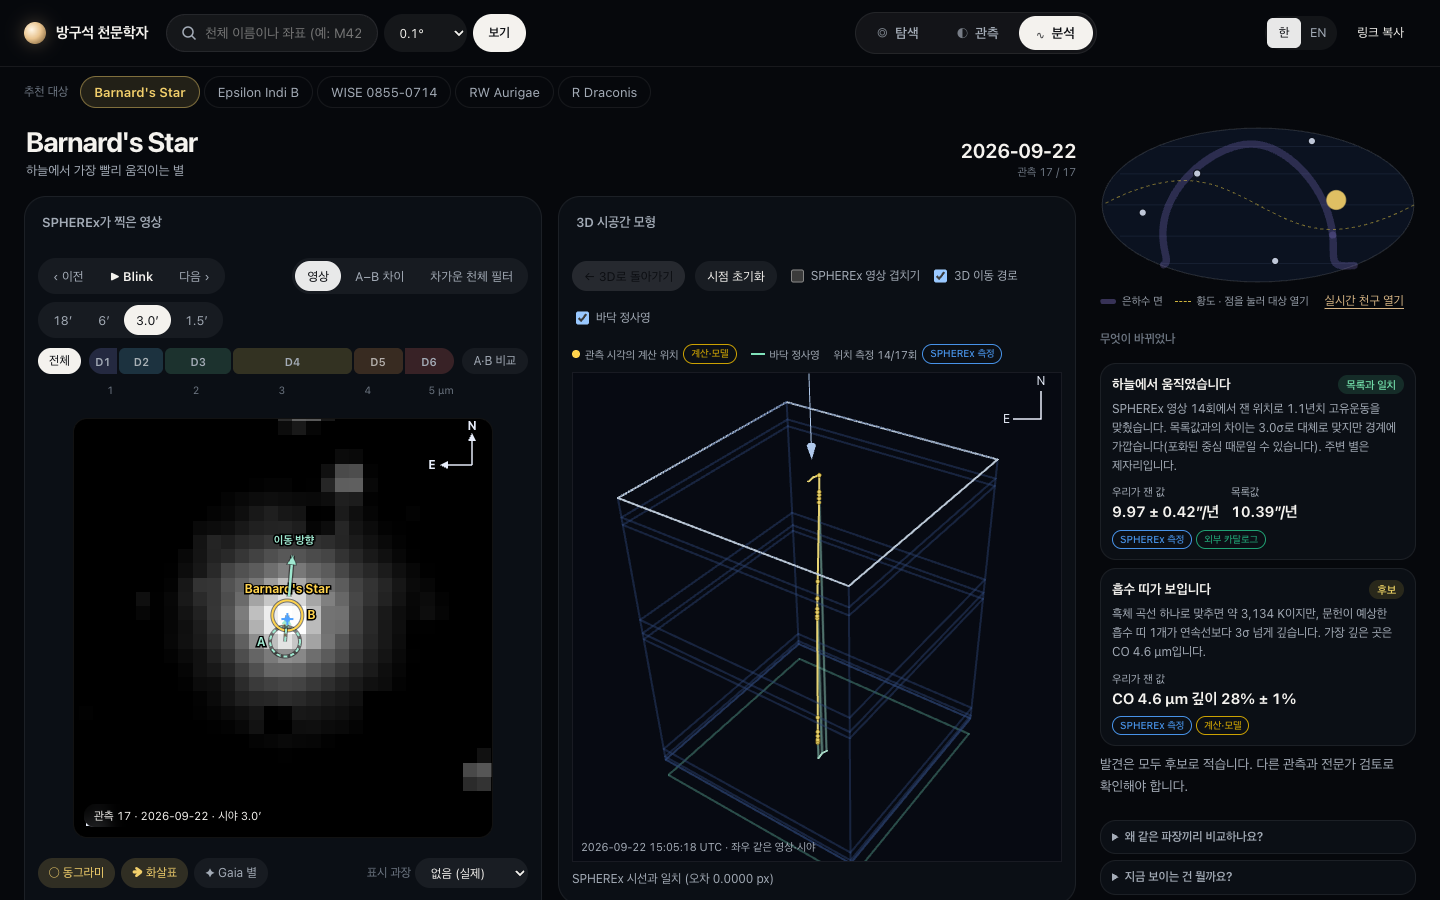 방구석 천문학자
천체 이름이나 좌표 (예: M42
0.1°
보기
탐색
관측
분석
한
EN
링크 복사
추천 대상
Barnard's Star
Epsilon Indi B
WISE 0855-0714
RW Aurigae
R Draconis
Barnard's Star
하늘에서 가장 빨리 움직이는 별
2026-09-22
관측 17 / 17
SPHEREx가 찍은 영상
‹ 이전
▶ Blink
다음 ›
영상
A−B 차이
차가운 천체 필터
18′
6′
3.0′
1.5′
전체
D1
D2
D3
D4
D5
D6
A·B 비교
1
2
3
4
5 µm
N
E
이동 방향
Barnard's Star
B
A
관측 17 · 2026-09-22 · 시야 3.0′
동그라미
화살표
Gaia 별
표시 과장
없음 (실제)
3D 시공간 모형
← 3D로 돌아가기
시점 초기화
SPHEREx 영상 겹치기
3D 이동 경로
바닥 정사영
관측 시각의 계산 위치
계산·모델
바닥 정사영
위치 측정 14/17회
SPHEREx 측정
N
E
2026-09-22 15:05:18 UTC · 좌우 같은 영상·시야
SPHEREx 시선과 일치 (오차 0.0000 px)
은하수 면
황도 · 점을 눌러 대상 열기
실시간 천구 열기
무엇이 바뀌었나
하늘에서 움직였습니다
목록과 일치
SPHEREx 영상 14회에서 잰 위치로 1.1년치 고유운동을
맞췄습니다. 목록값과의 차이는 3.0σ로 대체로 맞지만 경계에
가깝습니다(포화된 중심 때문일 수 있습니다). 주변 별은
제자리입니다.
우리가 잰 값
목록값
9.97 ± 0.42″/년
10.39″/년
SPHEREx 측정
외부 카탈로그
흡수 띠가 보입니다
후보
흑체 곡선 하나로 맞추면 약 3,134 K이지만, 문헌이 예상한
흡수 띠 1개가 연속선보다 3σ 넘게 깊습니다. 가장 깊은 곳은
CO 4.6 µm입니다.
우리가 잰 값
CO 4.6 µm 깊이 28% ± 1%
SPHEREx 측정
계산·모델
발견은 모두 후보로 적습니다. 다른 관측과 전문가 검토로
확인해야 합니다.
▶ 왜 같은 파장끼리 비교하나요?
▶ 지금 보이는 건 뭘까요?